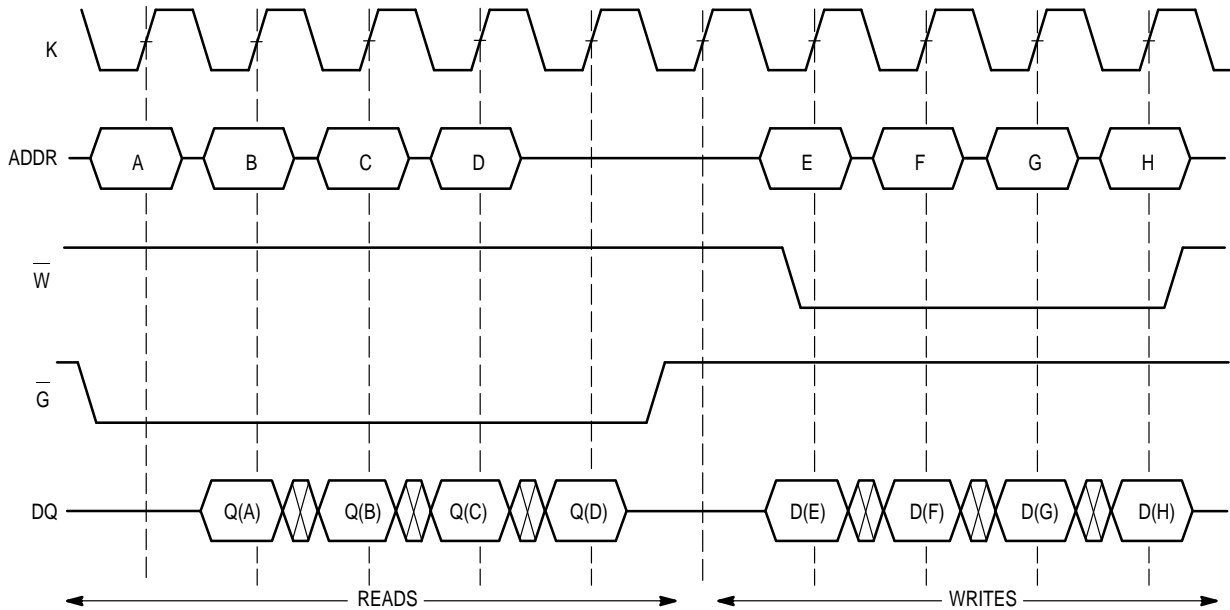 K
ADDR A B C D E F G H
W
G
DQ Q(A) Q(B) Q(C) Q(D) D(E) D(F) D(G) D(H)
READS WRITES